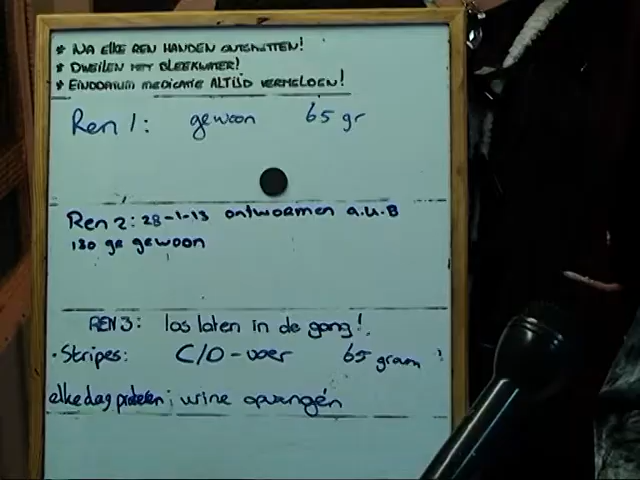 * NA ELKE REN HANDEN ONTSMETTEN!
* DWEILEN MET BLEEKWATER!
* EINDDATUM MEDICATIE ALTIJD VERMELDEN!
Ren 1: gewoon 65 gr
Ren 2: 28-1-13 ontwormen a.u.B
130 gr gewoon
REN 3: los laten in de gang!
• Stripes: C/D-voer 65 gram
elke dag proberen; urine opvangen